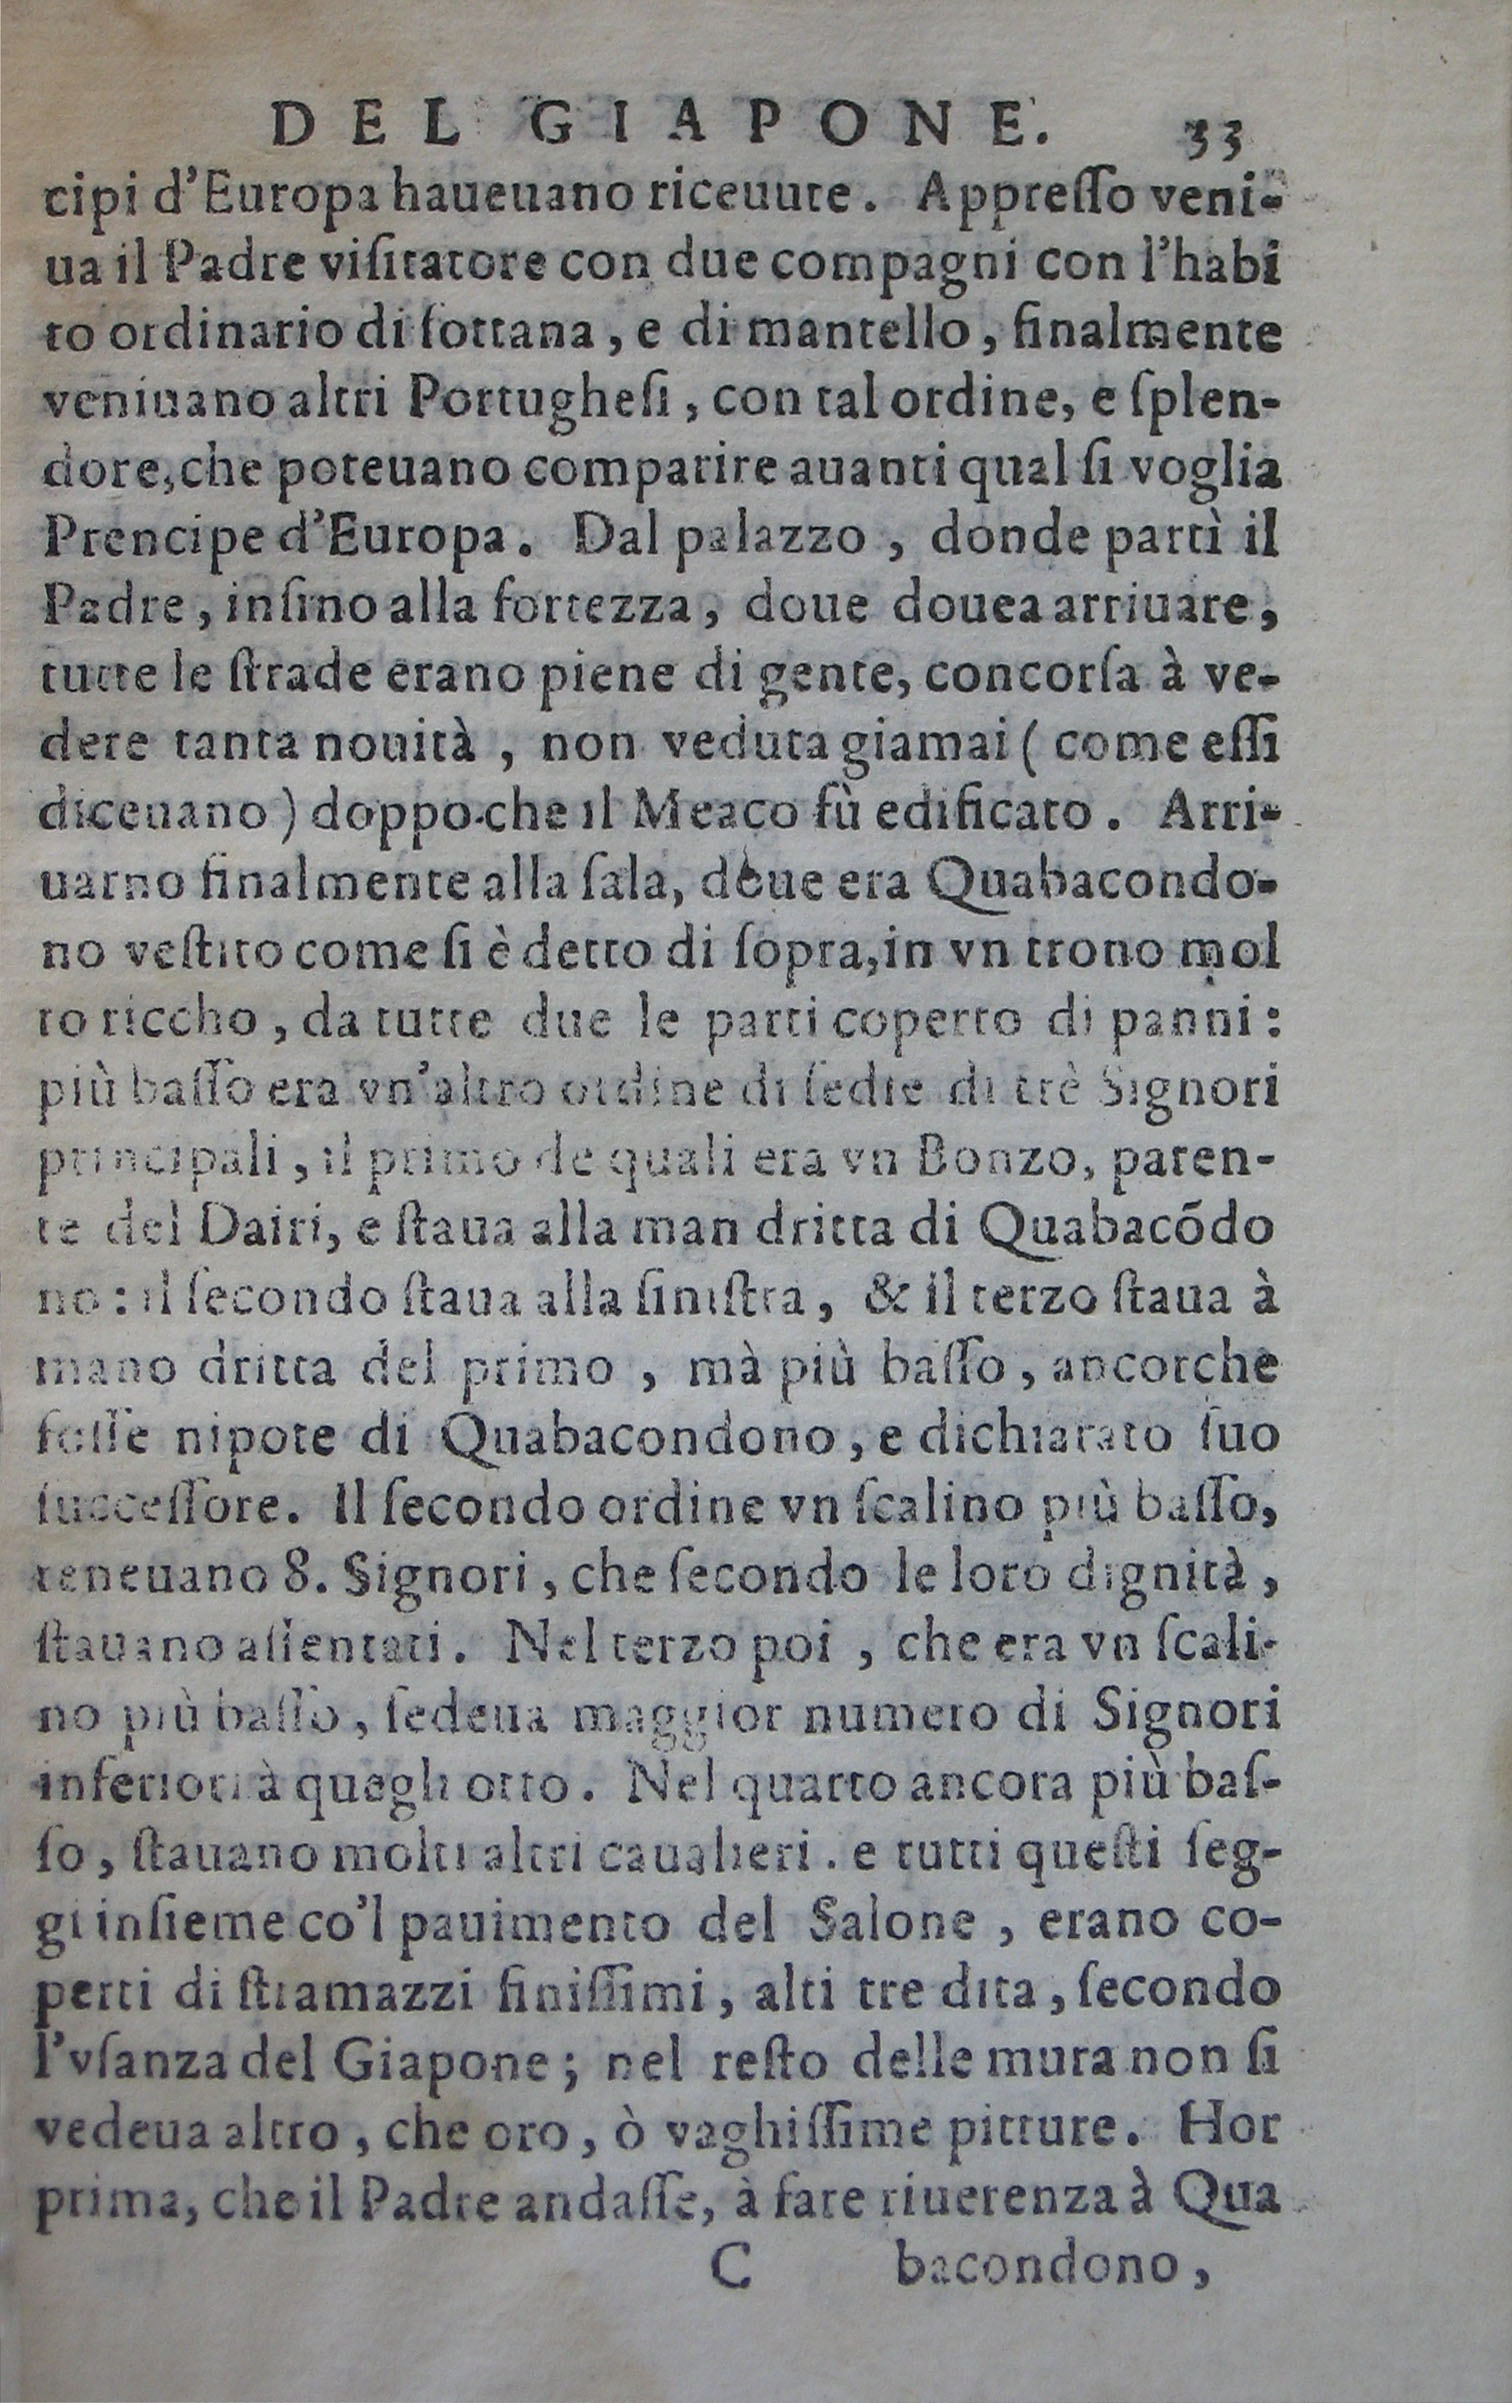 DEL GIAPONE. 33
cipi d'Europa haueuano riceuute. Appreſſo veni-
ua il Padre viſitatore con due compagni con l'habi
to ordinario di ſottana, e di mantello, finalmente
veniuano altri Portugheſi, con tal ordine, e ſplen-
dore, che poteuano comparire auanti qual ſi voglia
Prencipe d'Europa. Dal palazzo, donde partì il
Padre, inſino alla fortezza, doue douea arriuare,
tutte le ſtrade erano piene di gente, concorſa à ve-
dere tanta nouità, non veduta giamai (come eſſi
diceuano) doppo che il Meaco fù edificato. Arri-
uarno finalmente alla ſala, doue era Quabacondo-
no veſtito come ſi è detto di ſopra, in vn trono mol
to riccho, da tutte due le parti coperto di panni:
più baſſo era vn'altro ordine di ſedie di trè Signori
principali, il primo de quali era vn Bonzo, paren-
te del Dairi, e ſtaua alla man dritta di Quabacõdo
no: il ſecondo ſtaua alla ſiniſtra, & il terzo ſtaua à
mano dritta del primo, mà più baſſo, ancorche
foſſe nipote di Quabacondono, e dichiarato ſuo
ſucceſſore. Il ſecondo ordine vn ſcalino più baſſo,
teneuano 8. Signori, che ſecondo le loro dignità,
ſtauano aſſentati. Nel terzo poi, che era vn ſcali-
no più baſſo, ſedeua maggior numero di Signori
inferiori à quegli otto. Nel quarto ancora più baſ-
ſo, ſtauano molti altri caualieri. e tutti queſti ſeg-
gi inſieme co'l pauimento del Salone, erano co-
perti di ſtramazzi finiſſimi, alti tre dita, ſecondo
l'vſanza del Giapone; nel reſto delle mura non ſi
vedeua altro, che oro, ò vaghiſſime pitture. Hor
prima, che il Padre andaſſe, à fare riuerenza à Qua
C bacondono,